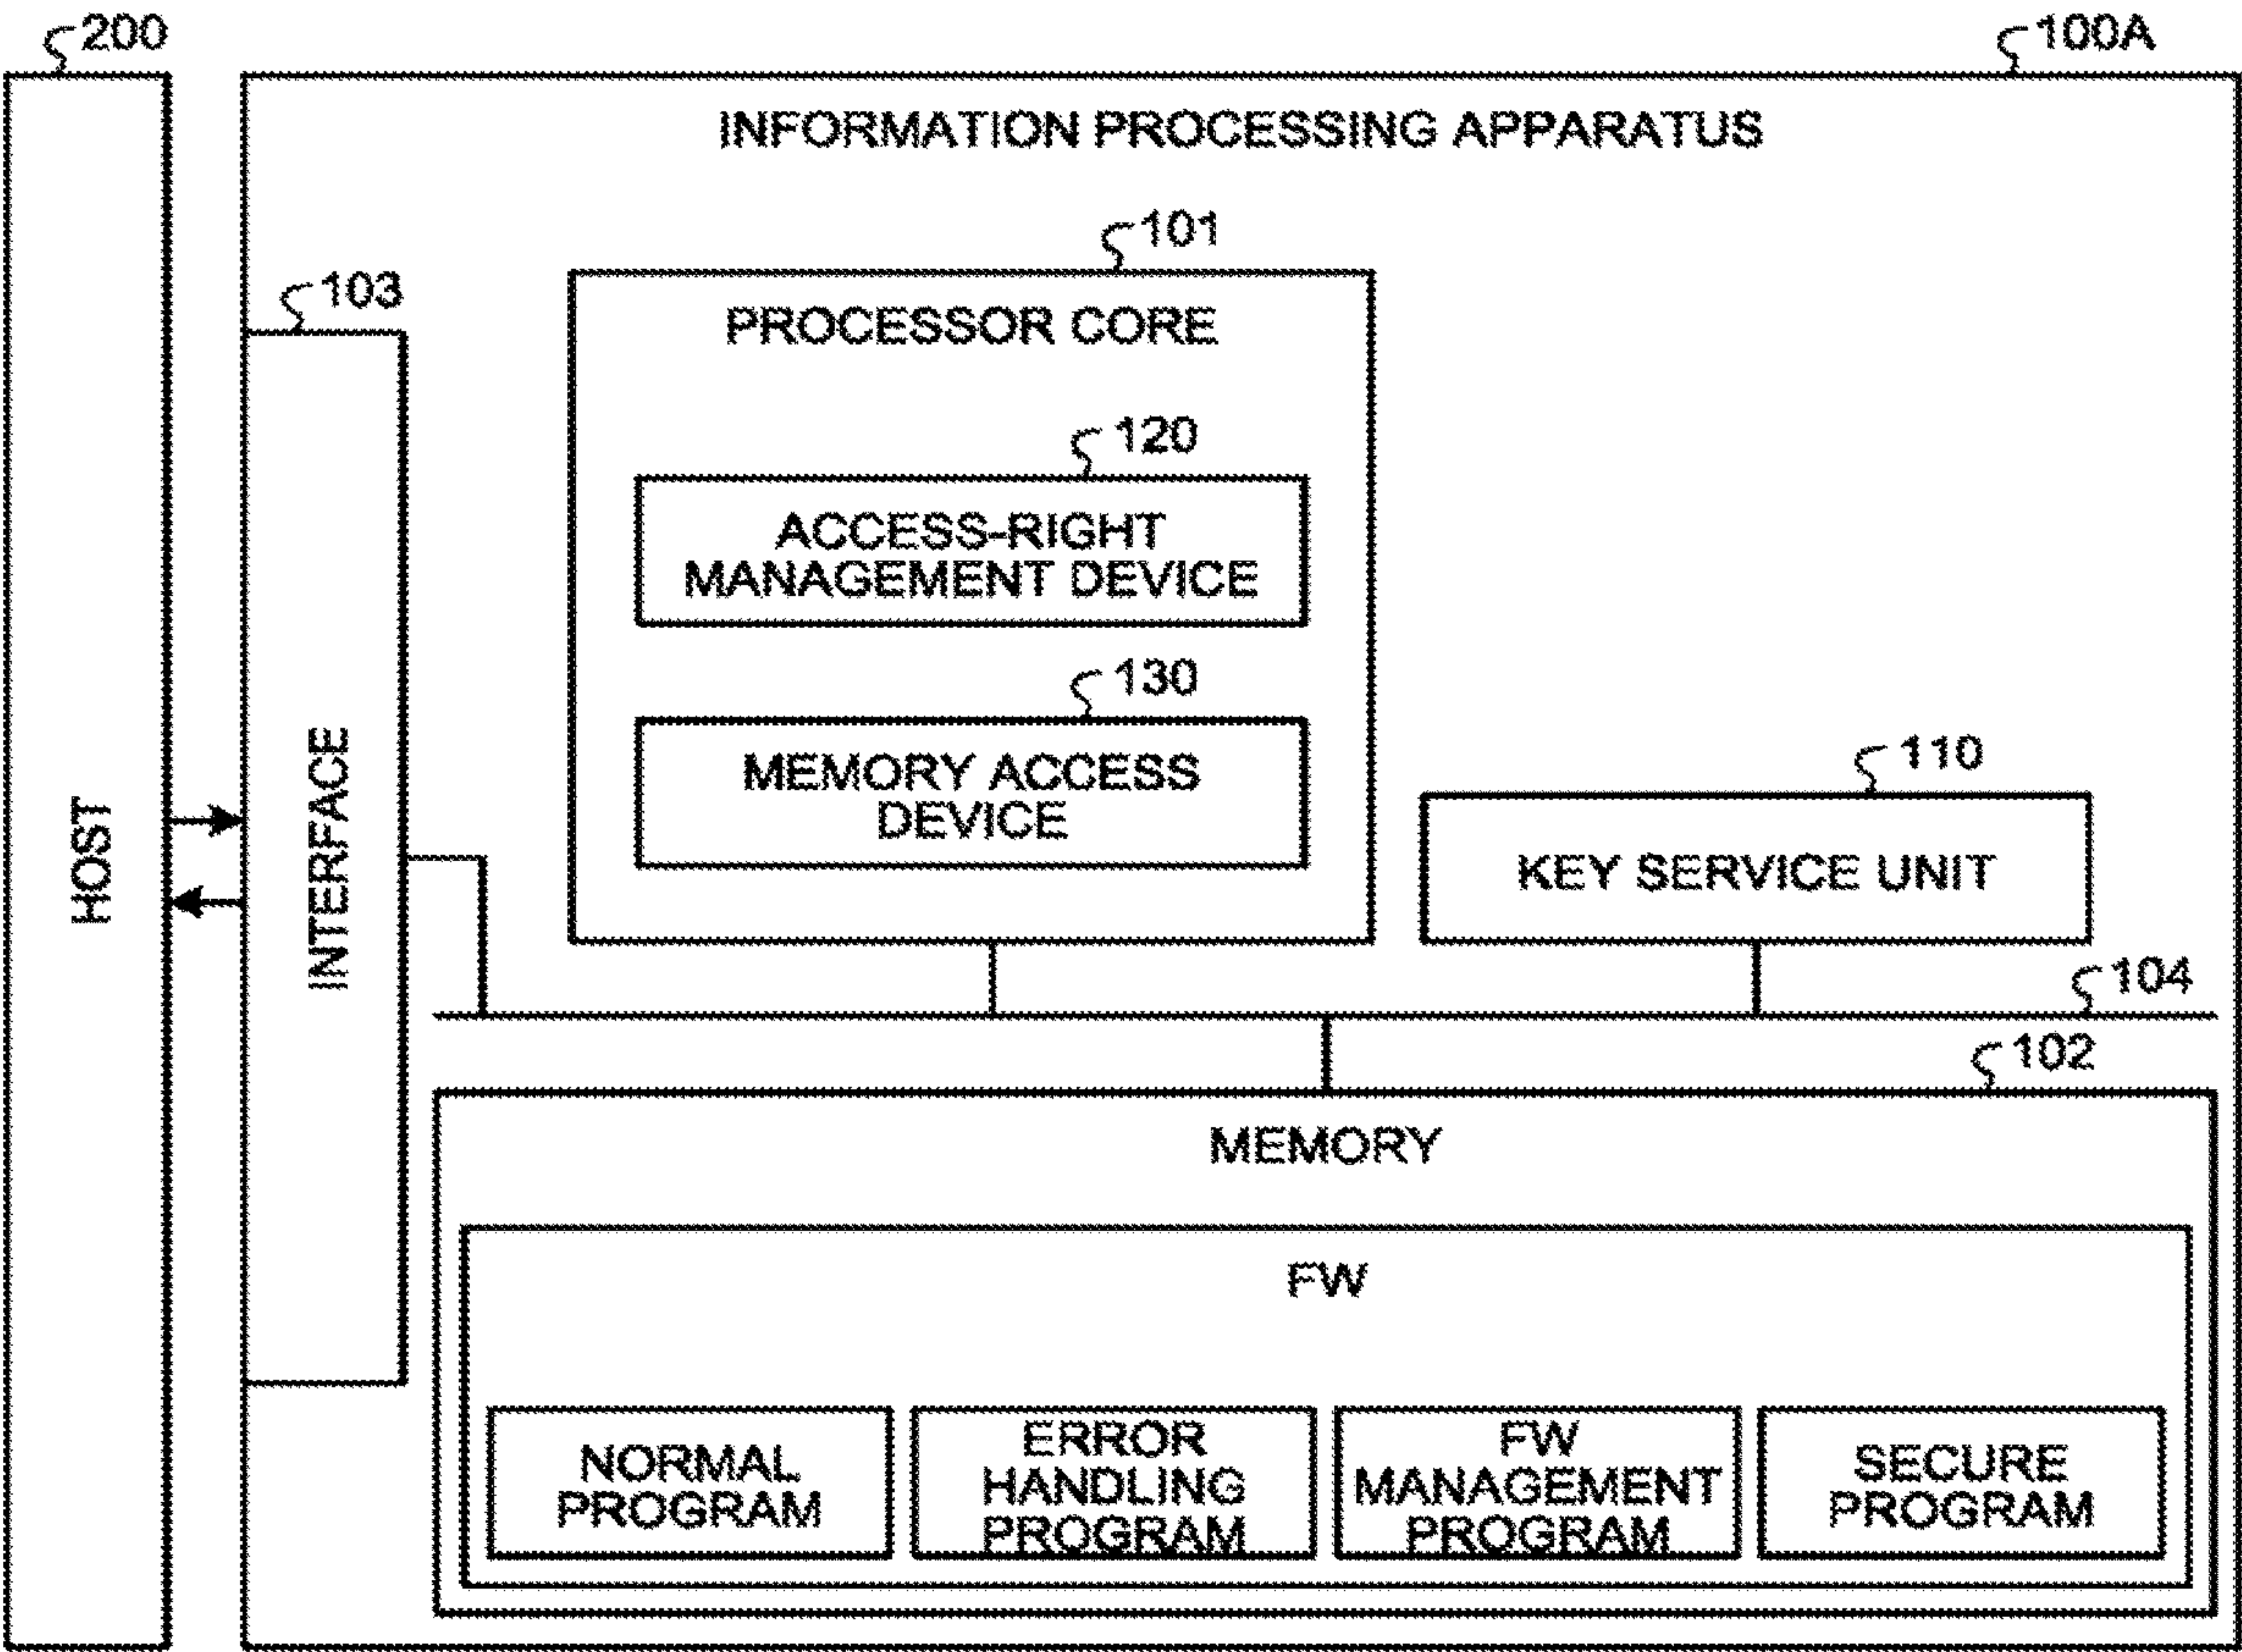 200
100A
INFORMATION PROCESSING APPARATUS
101
103
PROCESSOR CORE
120
ACCESS-RIGHT
MANAGEMENT DEVICE
130
MEMORY ACCESS
DEVICE
110
KEY SERVICE UNIT
HOST
INTERFACE
104
102
MEMORY
FW
NORMAL
PROGRAM
ERROR
HANDLING
PROGRAM
FW
MANAGEMENT
PROGRAM
SECURE
PROGRAM